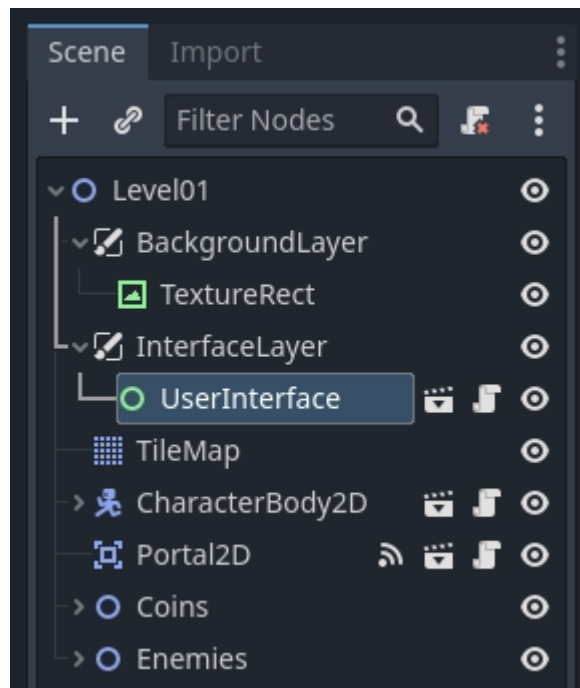 Scene Import
Filter Nodes
Level01
BackgroundLayer
TextureRect
InterfaceLayer
UserInterface
TileMap
CharacterBody2D
Portal2D
Coins
Enemies